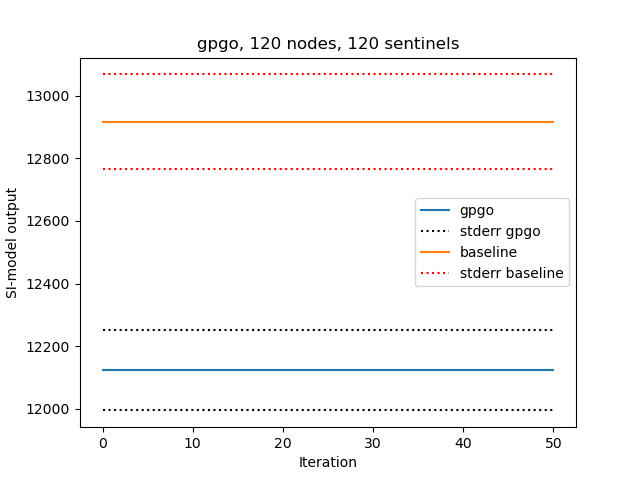 gpgo, 120 nodes, 120 sentinels
13000
12800
12600
12400
12200
12000
SI-model output
gpgo
stderr gpgo
baseline
stderr baseline
0
10
20
30
40
50
Iteration